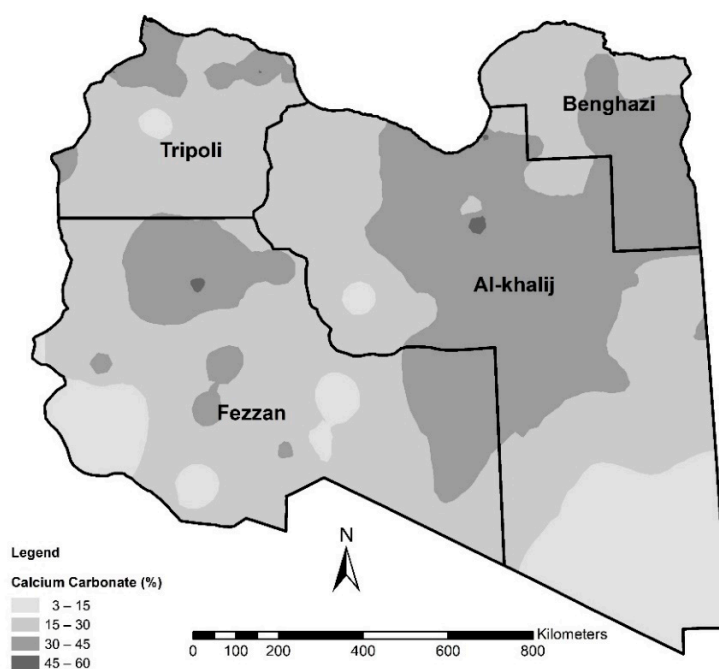 Tripoli
Benghazi
Al-khalij
Fezzan
N
Legend
Calcium Carbonate (%)
3 – 15
15 – 30
30 – 45
45 – 60
0 50 100 200 400 600 800 Kilometers